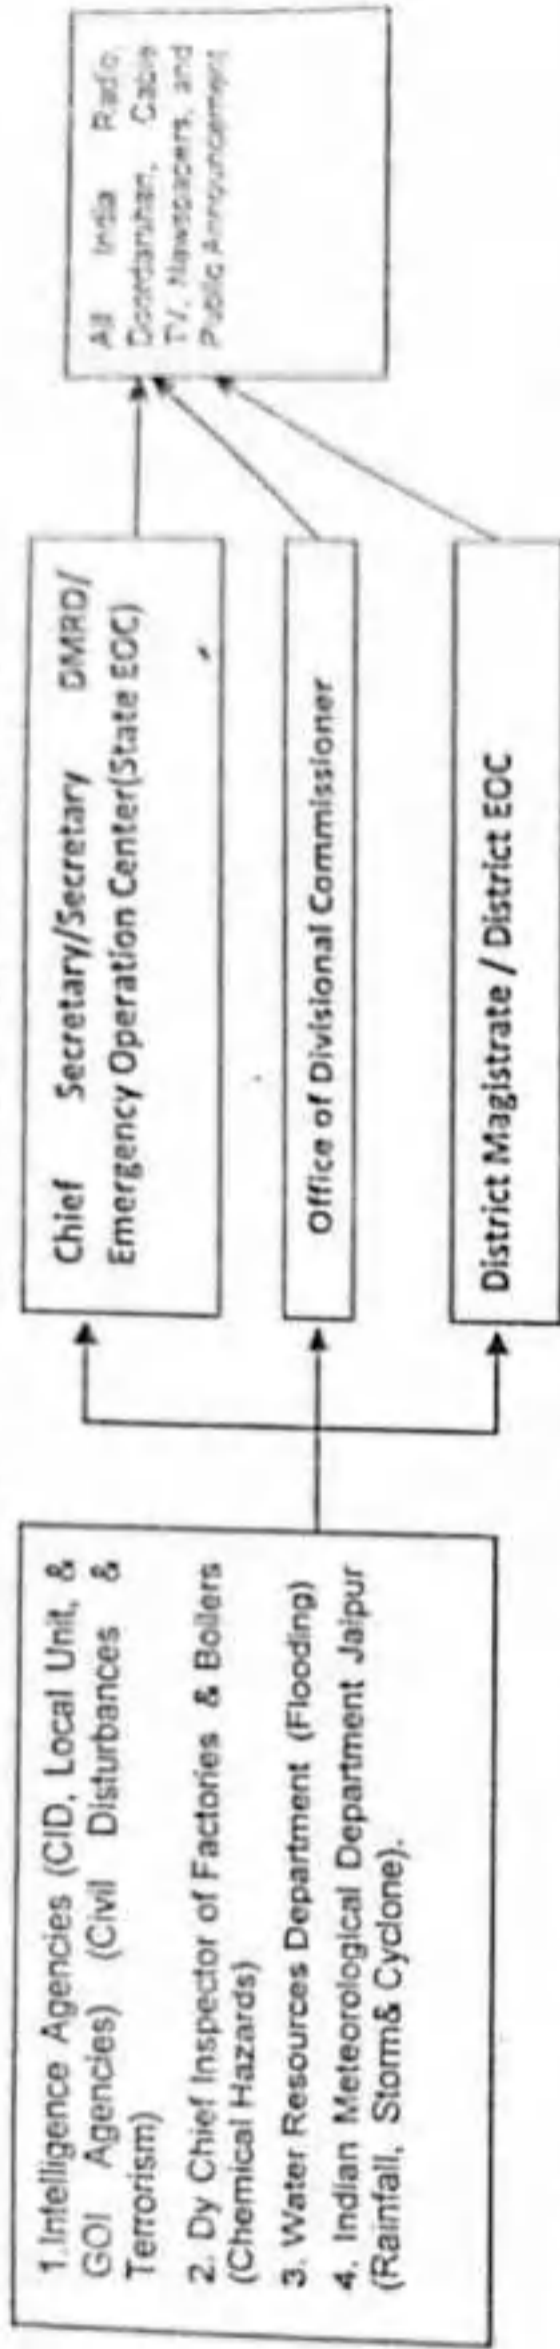 1.Intelligence Agencies (CID, Local Unit, &
GOI Agencies) (Civil Disturbances &
Terrorism)
2. Dy Chief Inspector of Factories & Boilers
(Chemical Hazards)
3. Water Resources Department (Flooding)
4. Indian Meteorological Department Jaipur
(Rainfall, Storm& Cyclone).
Chief Secretary/Secretary DMRD/
Emergency Operation Center(State EOC)
Office of Divisional Commissioner
District Magistrate / District EOC
All India Radio,
Doordarshan, Cable
TV, Newspapers, and
Public Announcement